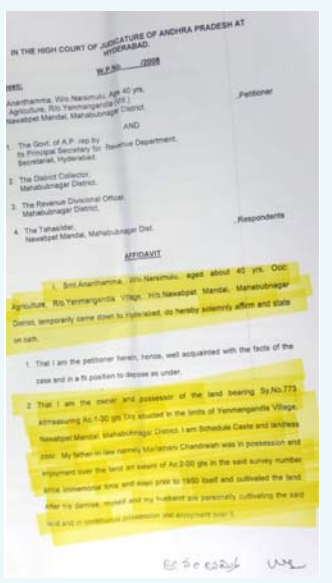 IN THE HIGH COURT OF JUDICATURE OF ANDHRA PRADESH AT
HYDERABAD.
W.P.No. /2008
Ananthamma, W/o.Narsimulu, Age 40 yrs,
Agriculture, R/o.Yenmangandla (Vill.)
Nawabpet Mandal, Mahabubnagar District.
..Petitioner
AND
1. The Govt. of A.P. rep by
Its Principal Secretary for Revenue Department,
Secretariat, Hyderabad.
2. The District Collector,
Mahabubnagar District.
3. The Revenue Divisional Officer,
Mahabubnagar District.
4. The Tahasildar,
Nawabpet Mandal, Mahabubnagar Dist.
..Respondents
AFFIDAVIT
I, Smt.Ananthamma, W/o.Narsimulu, aged about 40 yrs, Occ:
Agriculture, R/o.Yenmangandla Village, Nawabpet Mandal, Mahabubnagar
District, temporarily came down to Hyderabad, do hereby solemnly affirm and state
on oath.
1. That I am the petitioner herein, hence, well acquainted with the facts of the
case and in a fit position to depose as under.
2. That I am the owner and possessor of the land bearing Sy.No.773
admeasuring Ac.1-30 gts Dry situated in the limits of Yenmangandla Village,
Nawabpet Mandal, Mahabubnagar District. I am Schedule Caste and landless
poor. My father-in-law namely Chandraiah was in possession and
enjoyment over the land an extent of Ac.2-00 gts in the said survey number
since immemorial time and even prior to 1950 itself and cultivated the land.
After his demise, myself and my husband are personally cultivating the said
land and in continuous possession and enjoyment over it.